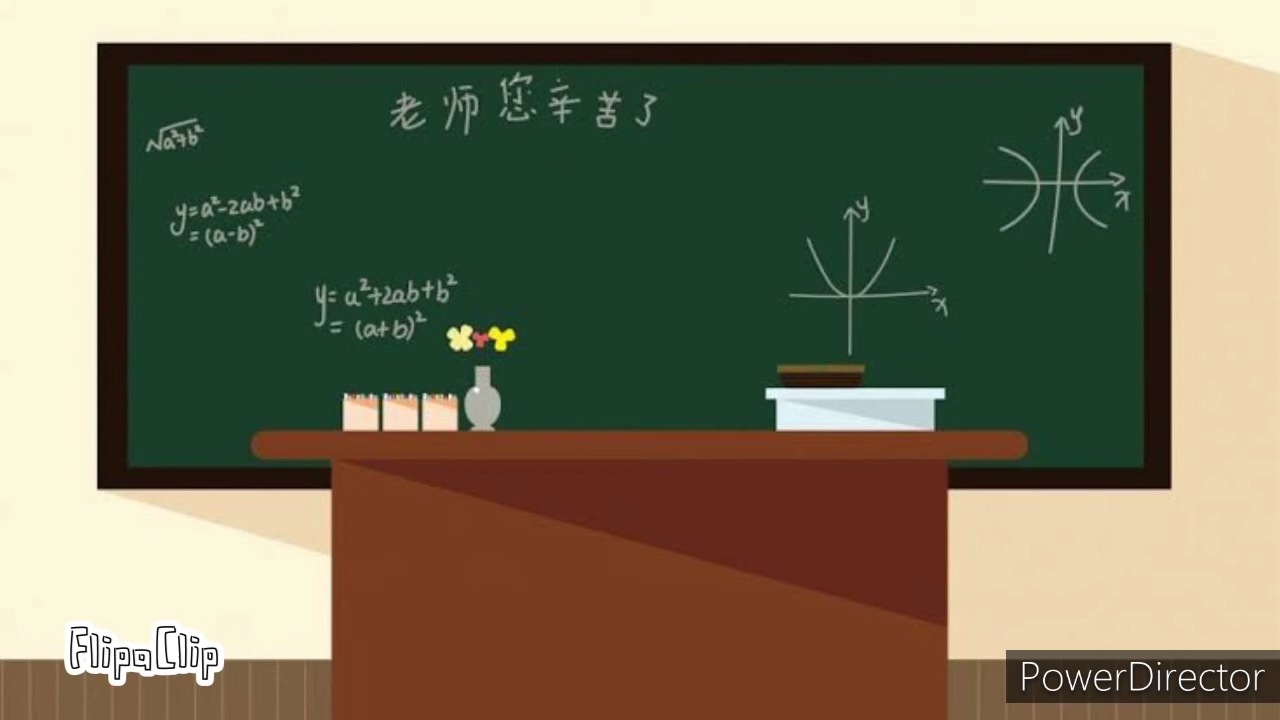 老师您辛苦了
√a²+b²
y=a²-2ab+b²
=(a-b)²
y=a²+2ab+b²
=(a+b)²
y
x
y
x
FlipaClip
PowerDirector